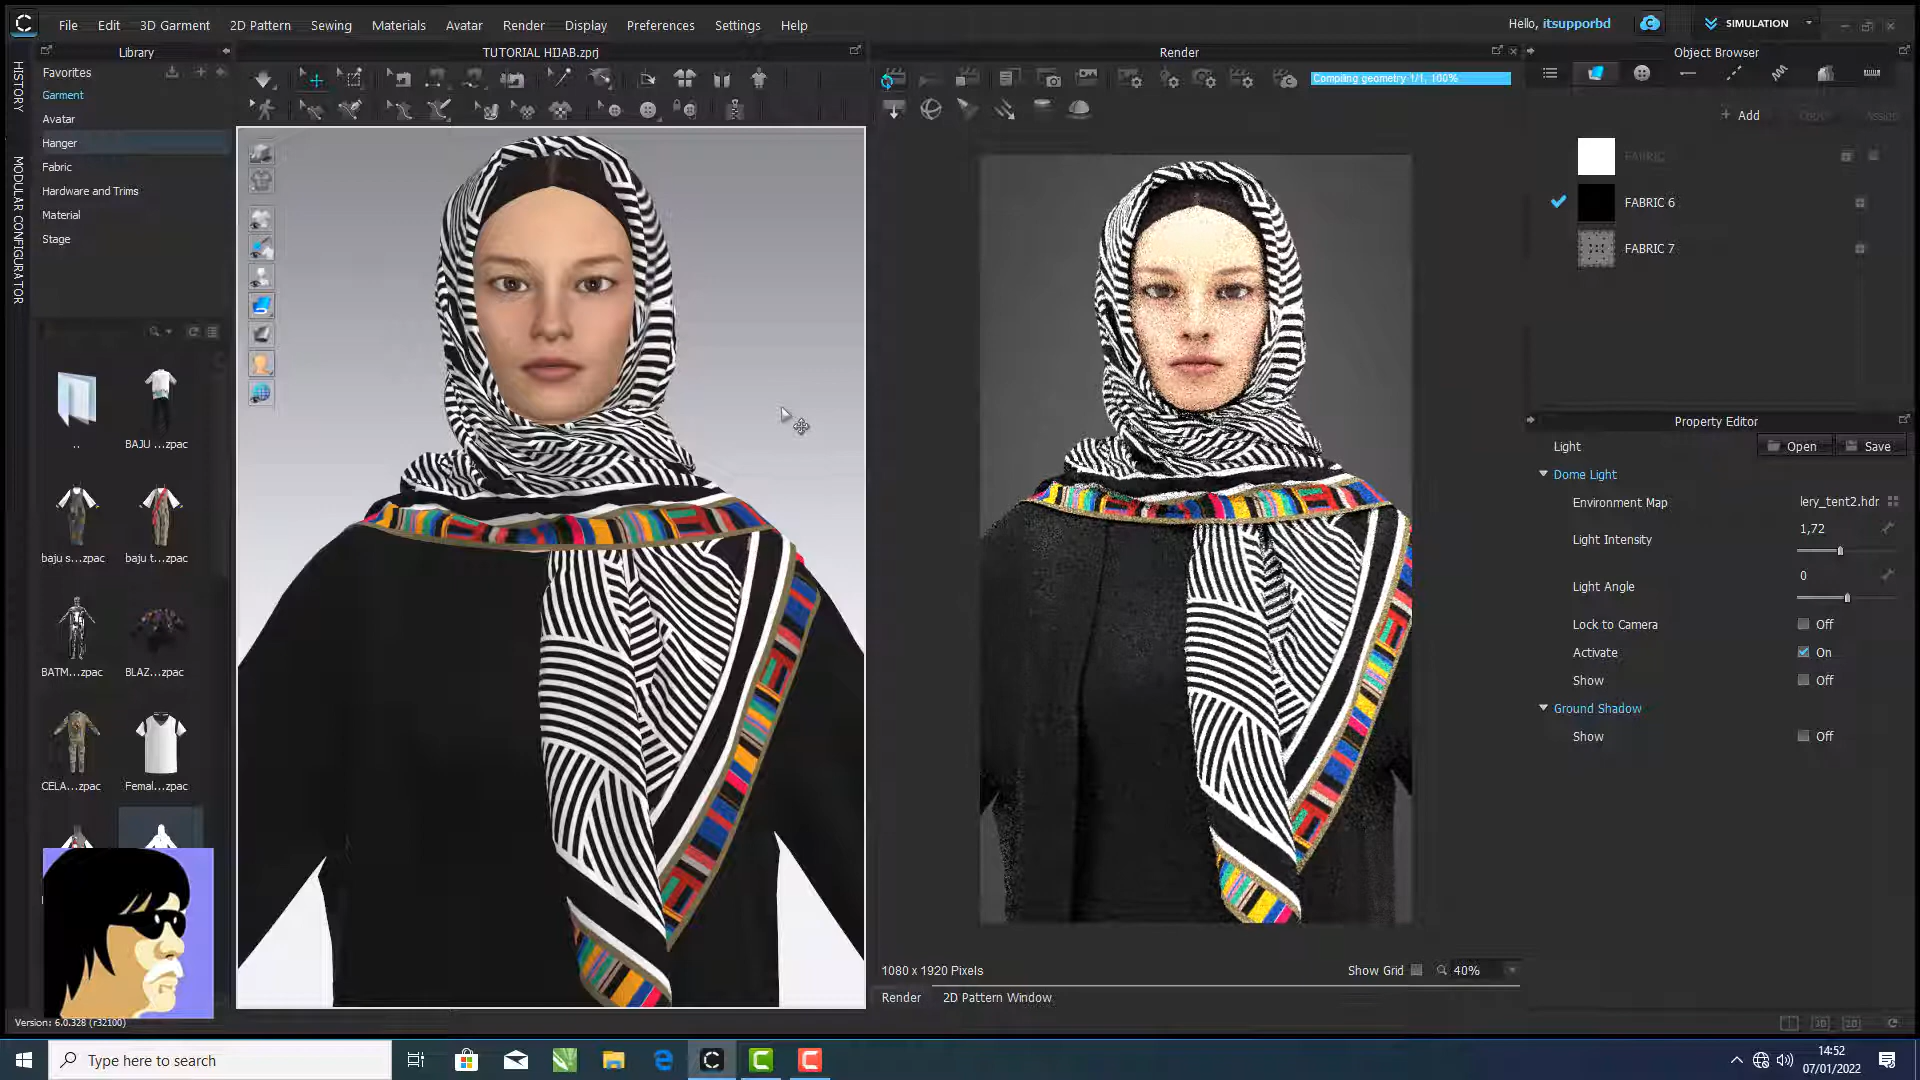 File Edit 3D Garment 2D Pattern Sewing Materials Avatar Render Display Preferences Settings Help
Hello, itsupporbd
SIMULATION
HISTORY
MODULAR CONFIGURATOR
Library
TUTORIAL HIJAB.zprj
Render
Object Browser
Favorites
Garment
Avatar
Hanger
Fabric
Hardware and Trims
Material
Stage
Compiling geometry 1/1, 100%
+ Add
Copy
Assign
FABRIC
FABRIC 6
FABRIC 7
..
BAJU ...zpac
baju s...zpac
baju t...zpac
BATM...zpac
BLAZ...zpac
CELA...zpac
Femal...zpac
Property Editor
Light
Open
Save
Dome Light
Environment Map
lery_tent2.hdr
Light Intensity
1,72
Light Angle
0
Lock to Camera
Off
Activate
On
Show
Off
Ground Shadow
Show
Off
1080 x 1920 Pixels
Show Grid
40%
Render
2D Pattern Window
Version: 6.0.328 (r32100)
3D
2D
Type here to search
14:52
07/01/2022